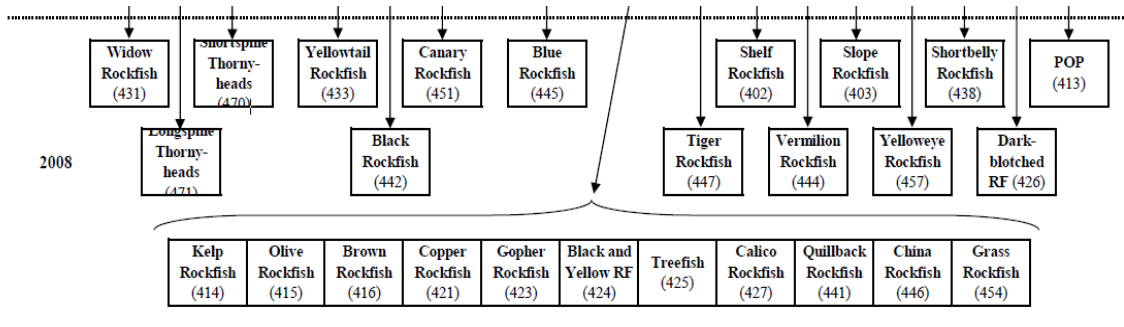 Widow
Rockfish
(431)
Shortspine
Thorny-
heads
(470)
Yellowtail
Rockfish
(433)
Canary
Rockfish
(451)
Blue
Rockfish
(445)
Shelf
Rockfish
(402)
Slope
Rockfish
(403)
Shortbelly
Rockfish
(438)
POP
(413)
2008
Longspine
Thorny-
heads
(471)
Black
Rockfish
(442)
Tiger
Rockfish
(447)
Vermilion
Rockfish
(444)
Yelloweye
Rockfish
(457)
Dark-
blotched
RF (426)
Kelp
Rockfish
(414)
Olive
Rockfish
(415)
Brown
Rockfish
(416)
Copper
Rockfish
(421)
Gopher
Rockfish
(423)
Black and
Yellow RF
(424)
Treefish
(425)
Calico
Rockfish
(427)
Quillback
Rockfish
(441)
China
Rockfish
(446)
Grass
Rockfish
(454)